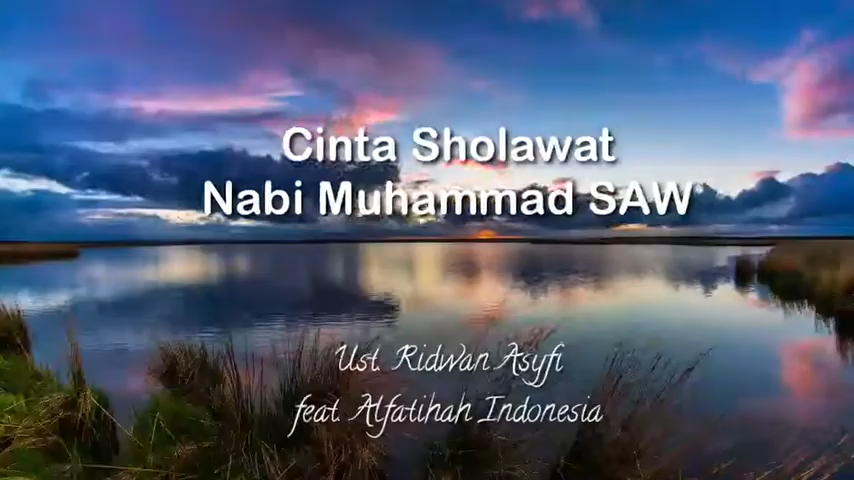 Cinta Sholawat
Nabi Muhammad SAW
Ust. Ridwan Asyfi
feat. Alfatihah Indonesia